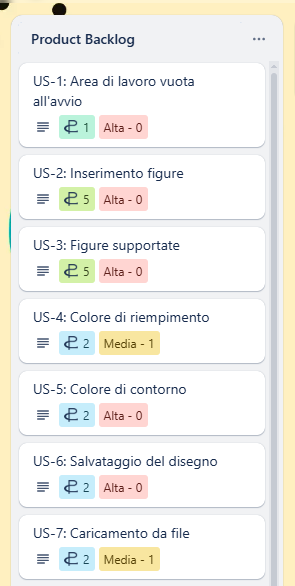 Product Backlog
US-1: Area di lavoro vuota
all'avvio
1 Alta - 0
US-2: Inserimento figure
5 Alta - 0
US-3: Figure supportate
5 Alta - 0
US-4: Colore di riempimento
2 Media - 1
US-5: Colore di contorno
2 Alta - 0
US-6: Salvataggio del disegno
2 Alta - 0
US-7: Caricamento da file
2 Media - 1